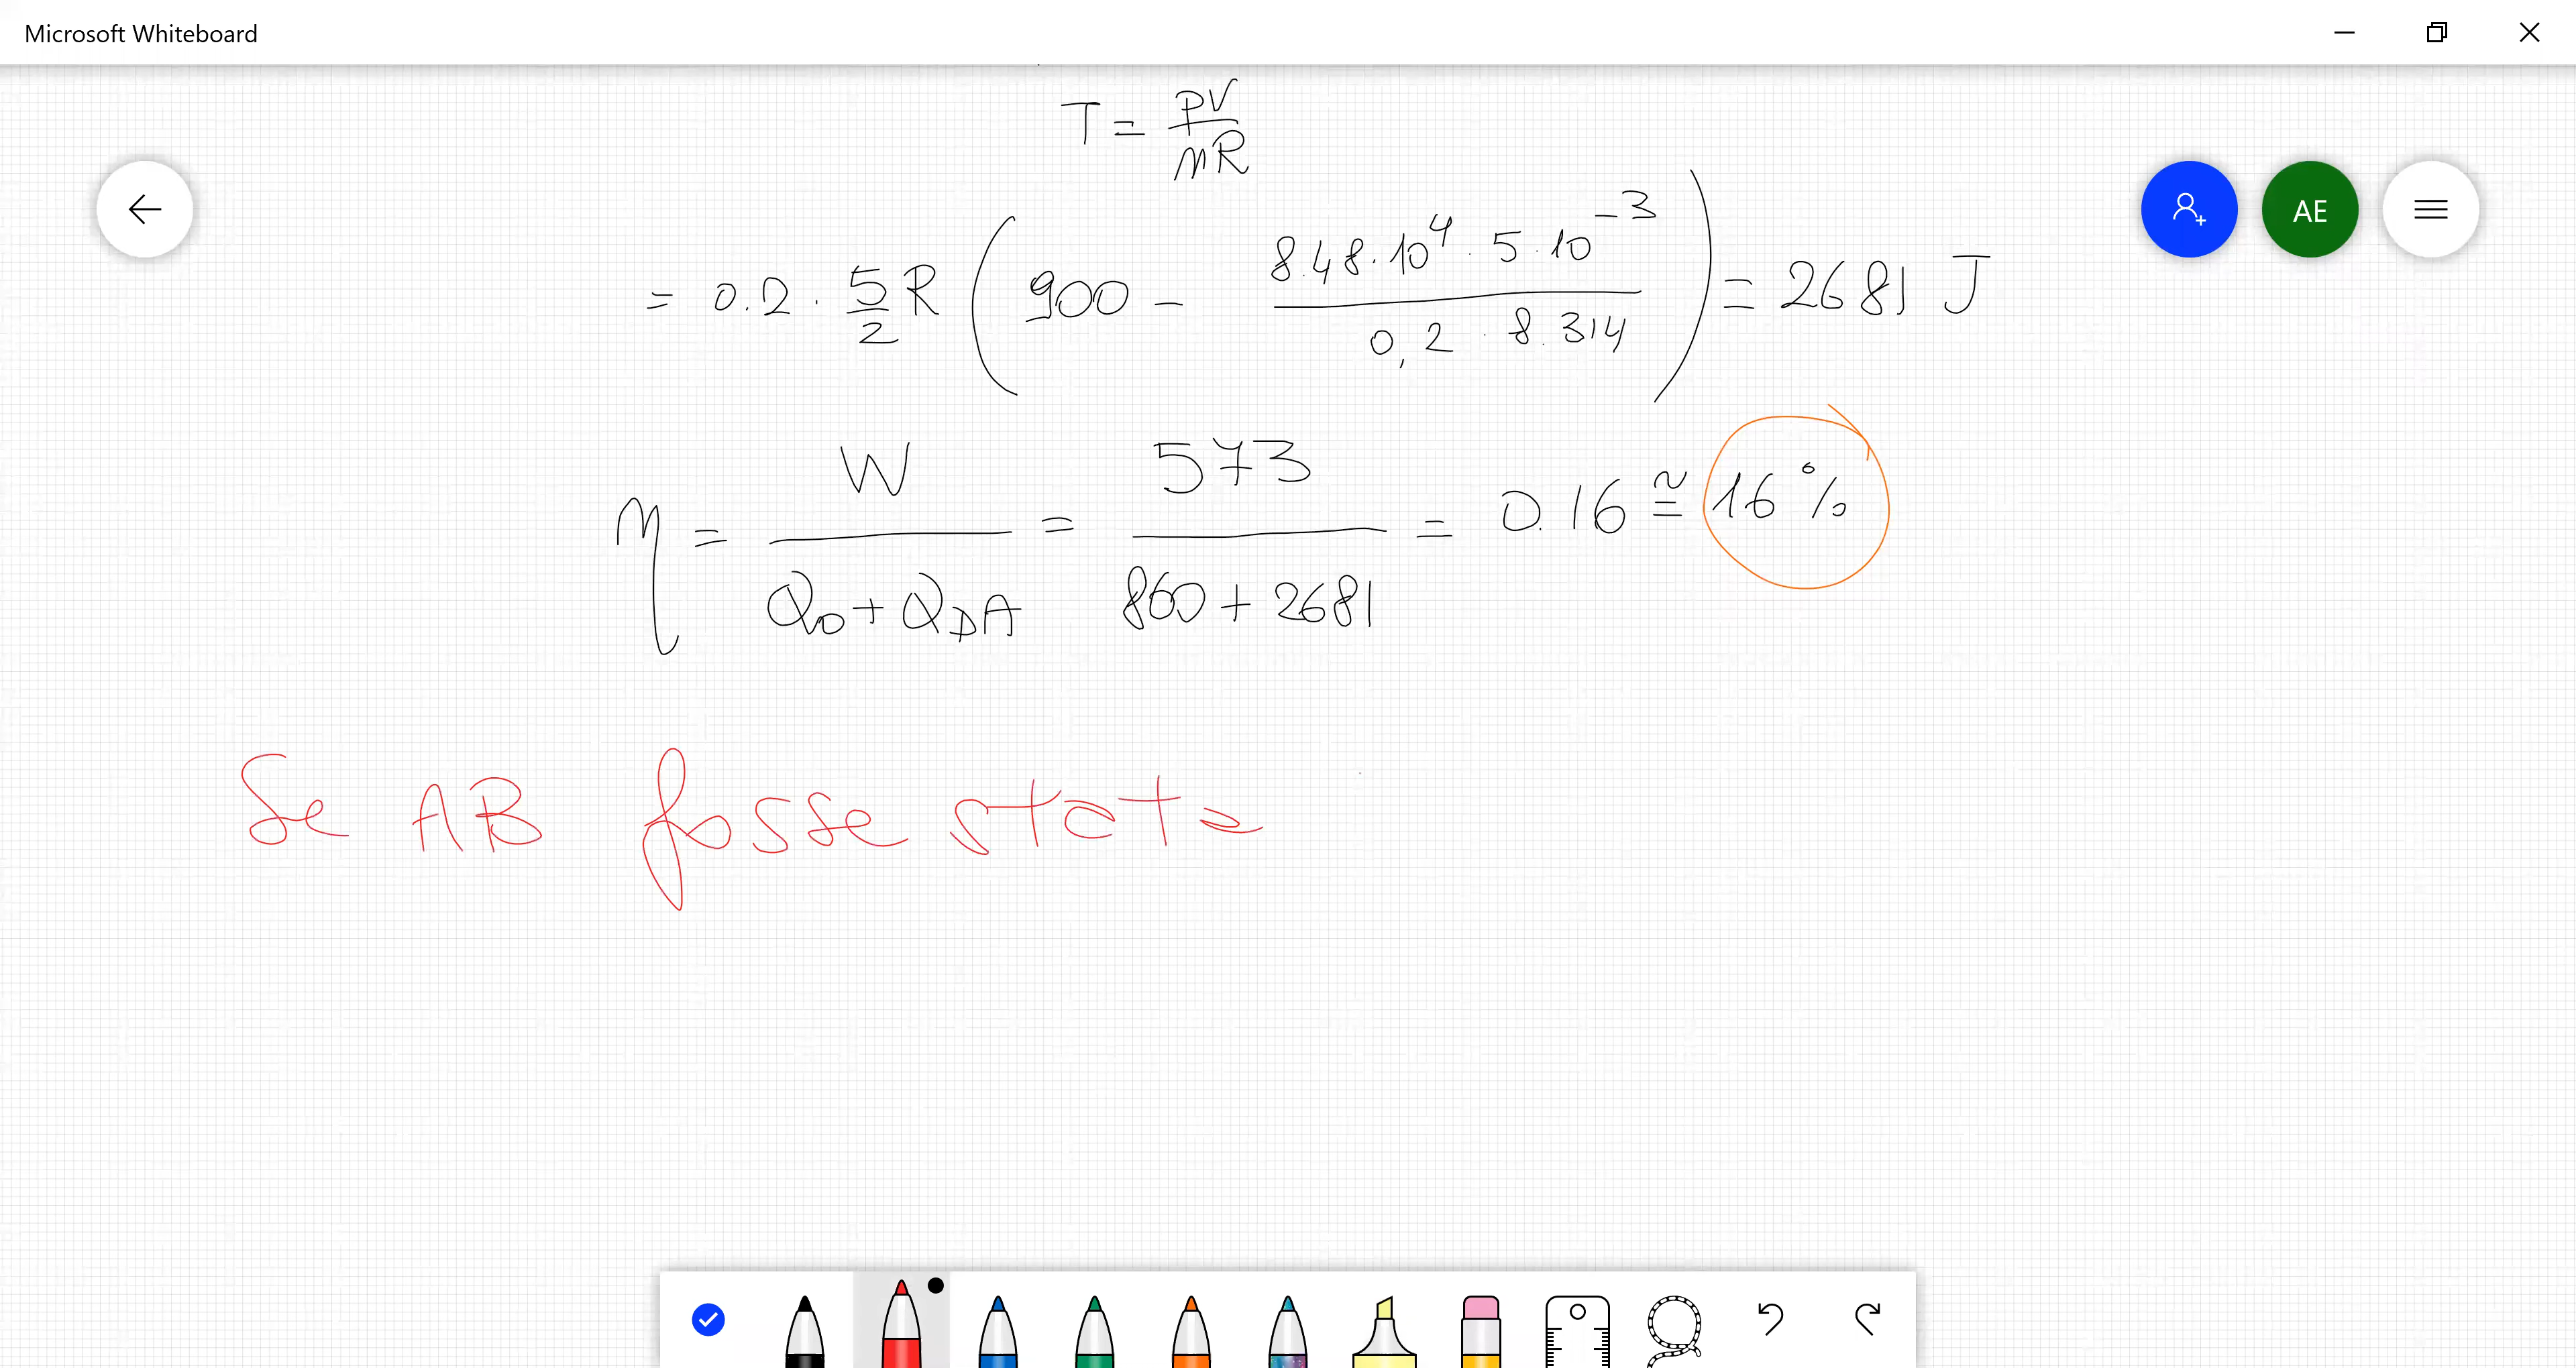 Microsoft Whiteboard
T = PV / nR
AE
= 0.2 · 5/2 R ( 900 - 8.48 · 10^4 · 5 · 10^-3 / 0,2 · 8.314 ) = 2681 J
η = W / Q₀ + Q_DA = 573 / 860 + 2681 = 0.16 ≅ 16%
Se AB fosse stata